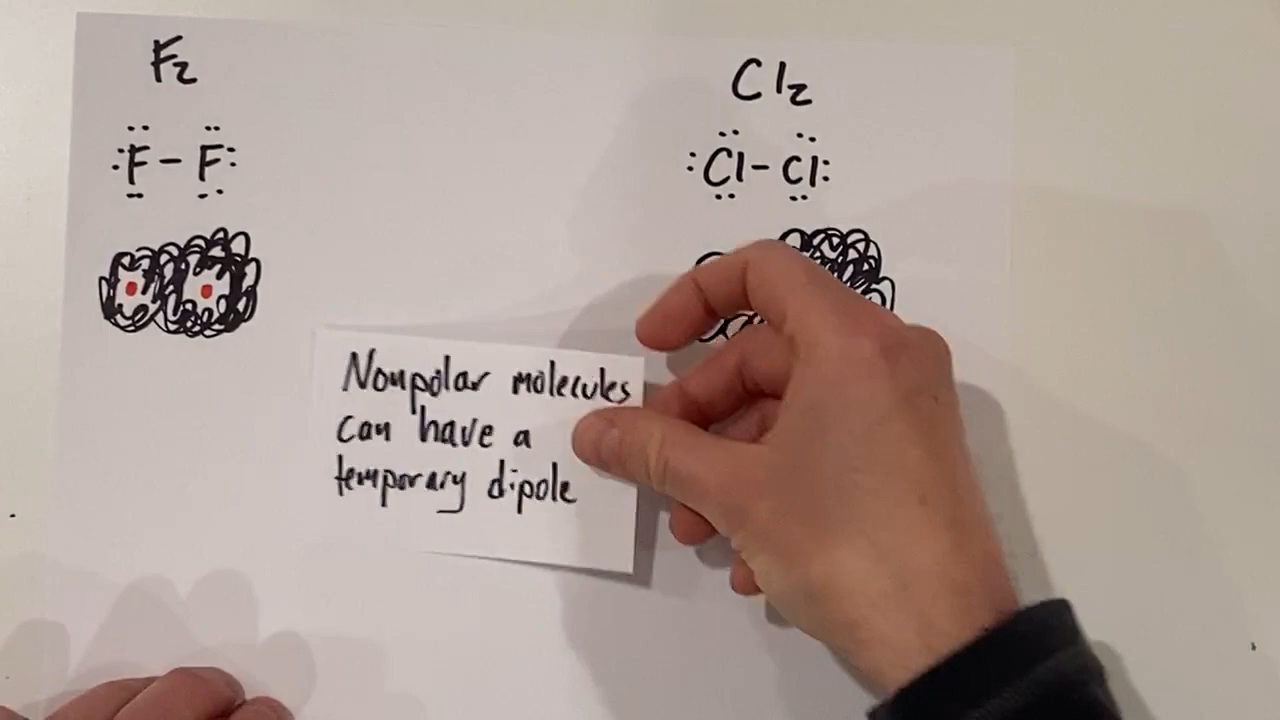 F2
Cl2
F-F
Cl-Cl
Nonpolar molecules
can have a
temporary dipole